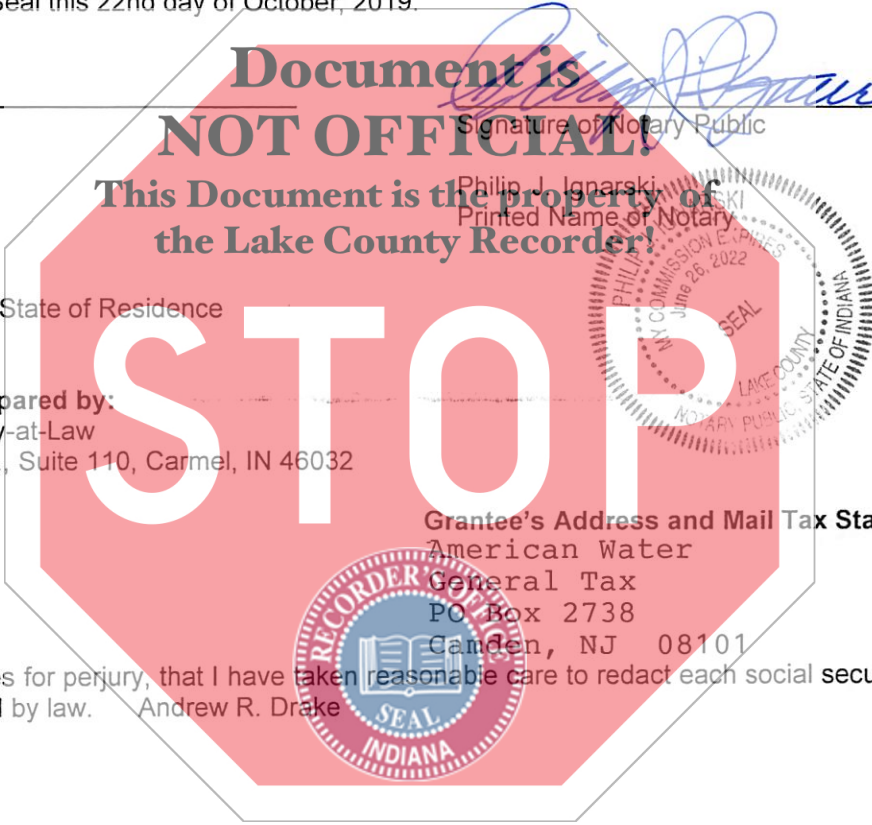 Seal this 22nd day of October, 2019.
Document is
NOT OFFICIAL!
This Document is the property of
the Lake County Recorder!
Signature of Notary Public
Philip J. Ignarski
Printed Name of Notary
PHILIP
SKI
MY COMMISSION EXPIRES
June 26, 2022
SEAL
LAKE COUNTY
NOTARY PUBLIC, STATE OF INDIANA
State of Residence
STOP
pared by:
y-at-Law
, Suite 110, Carmel, IN 46032
Grantee's Address and Mail Tax Sta
American Water
General Tax
PO Box 2738
Camden, NJ 08101
RECORDER'S OFFICE
SEAL
INDIANA
s for perjury, that I have taken reasonable care to redact each social secu
d by law. Andrew R. Drake